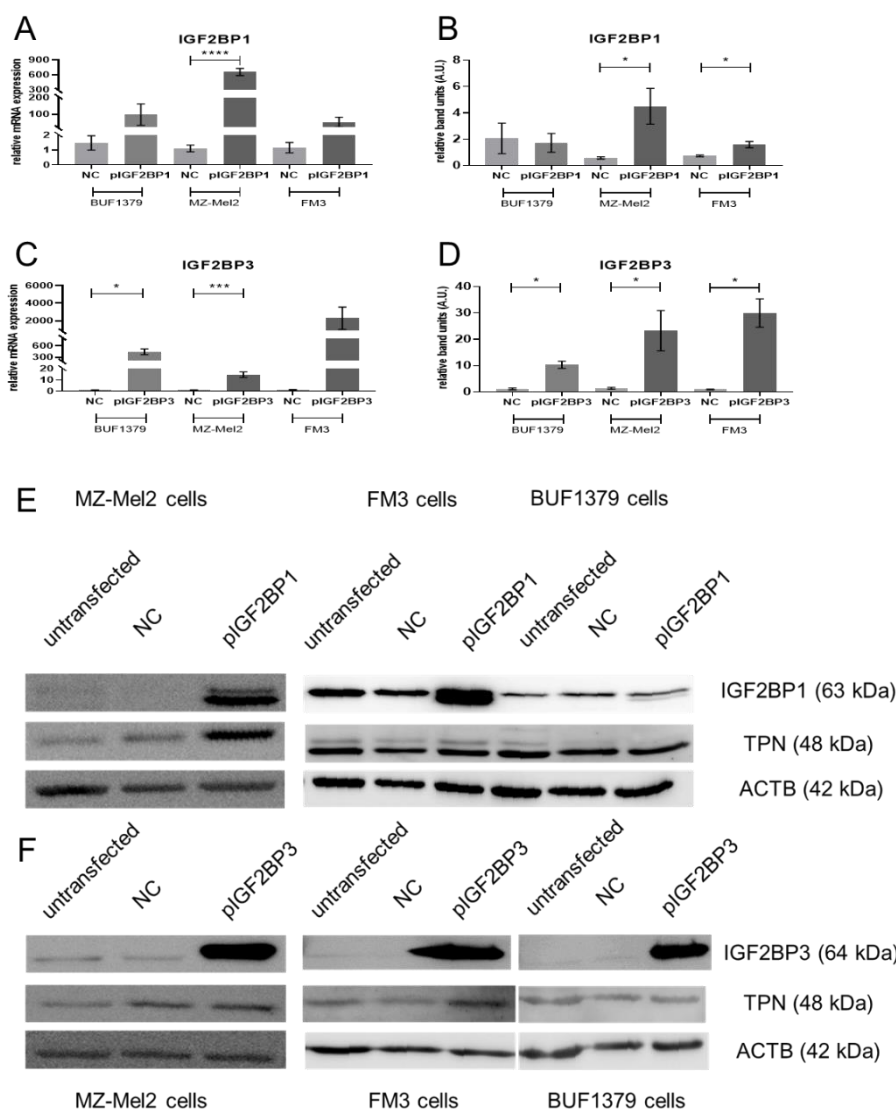 A
IGF2BP1
****
relative mRNA expression
900
600
300
200
100
2
1
0
NC pIGF2BP1 NC pIGF2BP1 NC pIGF2BP1
BUF1379 MZ-Mel2 FM3
B
IGF2BP1
* *
relative band units (A.U.)
8
6
4
2
0
NC pIGF2BP1 NC pIGF2BP1 NC pIGF2BP1
BUF1379 MZ-Mel2 FM3
C
IGF2BP3
* ***
relative mRNA expression
6000
4000
2000
600
300
20
10
0
NC pIGF2BP3 NC pIGF2BP3 NC pIGF2BP3
BUF1379 MZ-Mel2 FM3
D
IGF2BP3
* * *
relative band units (A.U.)
40
30
20
10
0
NC pIGF2BP3 NC pIGF2BP3 NC pIGF2BP3
BUF1379 MZ-Mel2 FM3
E
MZ-Mel2 cells FM3 cells BUF1379 cells
untransfected NC pIGF2BP1 untransfected NC pIGF2BP1 untransfected NC pIGF2BP1
IGF2BP1 (63 kDa)
TPN (48 kDa)
ACTB (42 kDa)
F
untransfected NC pIGF2BP3 untransfected NC pIGF2BP3 untransfected NC pIGF2BP3
IGF2BP3 (64 kDa)
TPN (48 kDa)
ACTB (42 kDa)
MZ-Mel2 cells FM3 cells BUF1379 cells